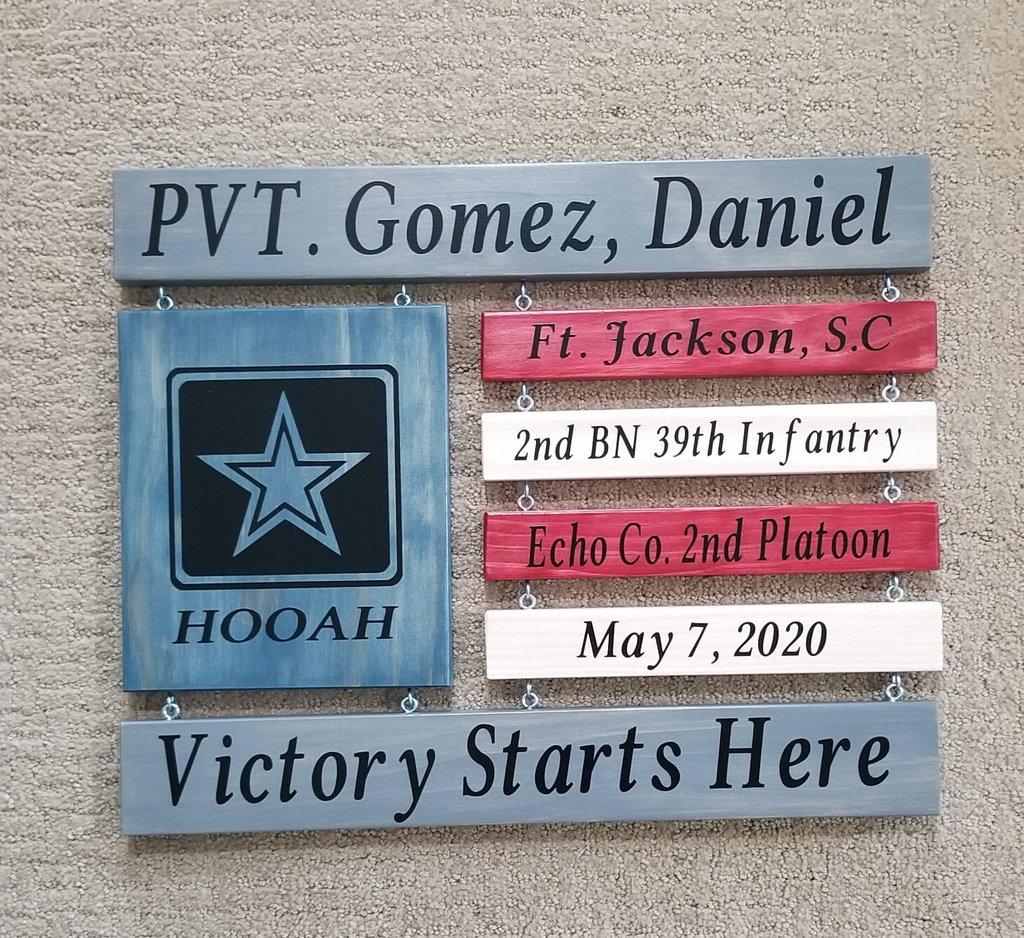 PVT. Gomez, Daniel
HOOAH
Ft. Jackson, S.C
2nd BN 39th Infantry
Echo Co. 2nd Platoon
May 7, 2020
Victory Starts Here